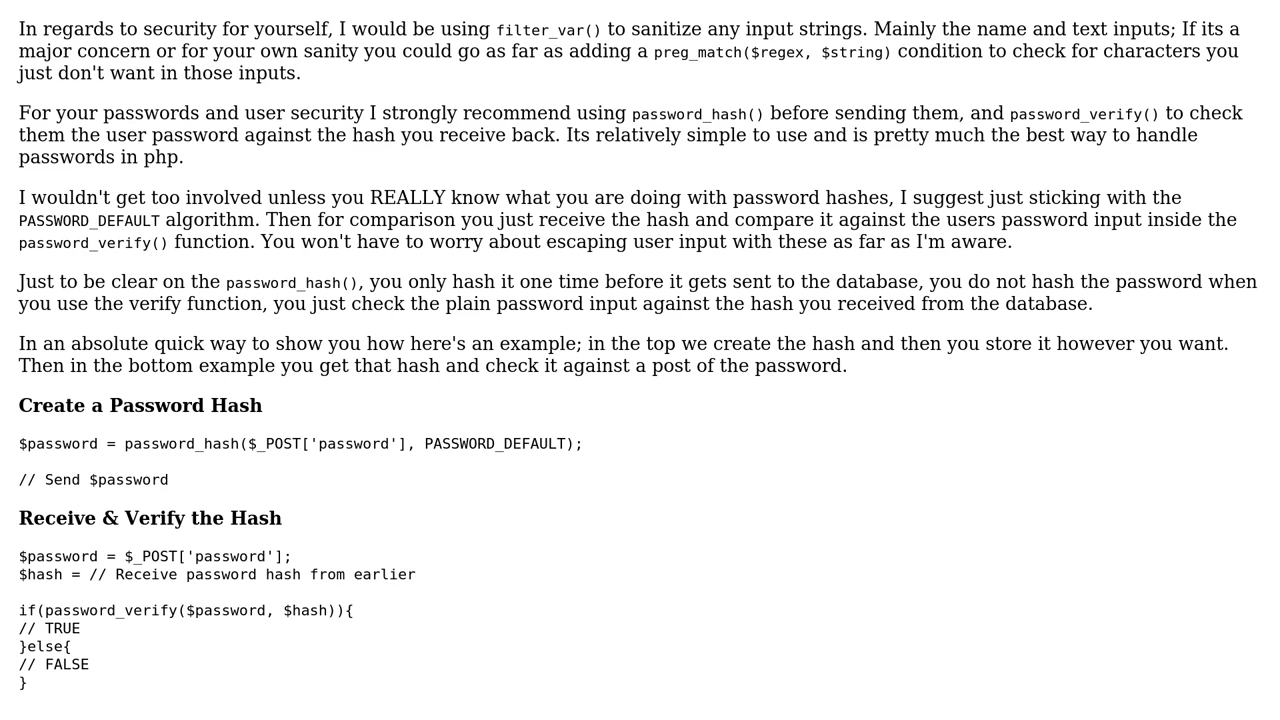 In regards to security for yourself, I would be using filter_var() to sanitize any input strings. Mainly the name and text inputs; If its a
major concern or for your own sanity you could go as far as adding a preg_match($regex, $string) condition to check for characters you
just don't want in those inputs.
For your passwords and user security I strongly recommend using password_hash() before sending them, and password_verify() to check
them the user password against the hash you receive back. Its relatively simple to use and is pretty much the best way to handle
passwords in php.
I wouldn't get too involved unless you REALLY know what you are doing with password hashes, I suggest just sticking with the
PASSWORD_DEFAULT algorithm. Then for comparison you just receive the hash and compare it against the users password input inside the
password_verify() function. You won't have to worry about escaping user input with these as far as I'm aware.
Just to be clear on the password_hash(), you only hash it one time before it gets sent to the database, you do not hash the password when
you use the verify function, you just check the plain password input against the hash you received from the database.
In an absolute quick way to show you how here's an example; in the top we create the hash and then you store it however you want.
Then in the bottom example you get that hash and check it against a post of the password.
Create a Password Hash
$password = password_hash($_POST['password'], PASSWORD_DEFAULT);
// Send $password
Receive & Verify the Hash
$password = $_POST['password'];
$hash = // Receive password hash from earlier
if(password_verify($password, $hash)){
// TRUE
}else{
// FALSE
}